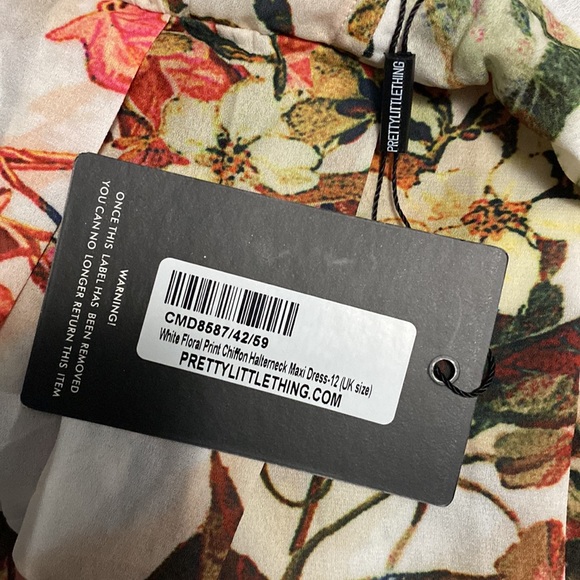 PRETTYLITTLETHING
WARNING!
ONCE THIS LABEL HAS BEEN REMOVED
YOU CAN NO LONGER RETURN THIS ITEM
CMD8587/42/59
White Floral Print Chiffon Halterneck Maxi Dress-12 (UK size)
PRETTYLITTLETHING.COM